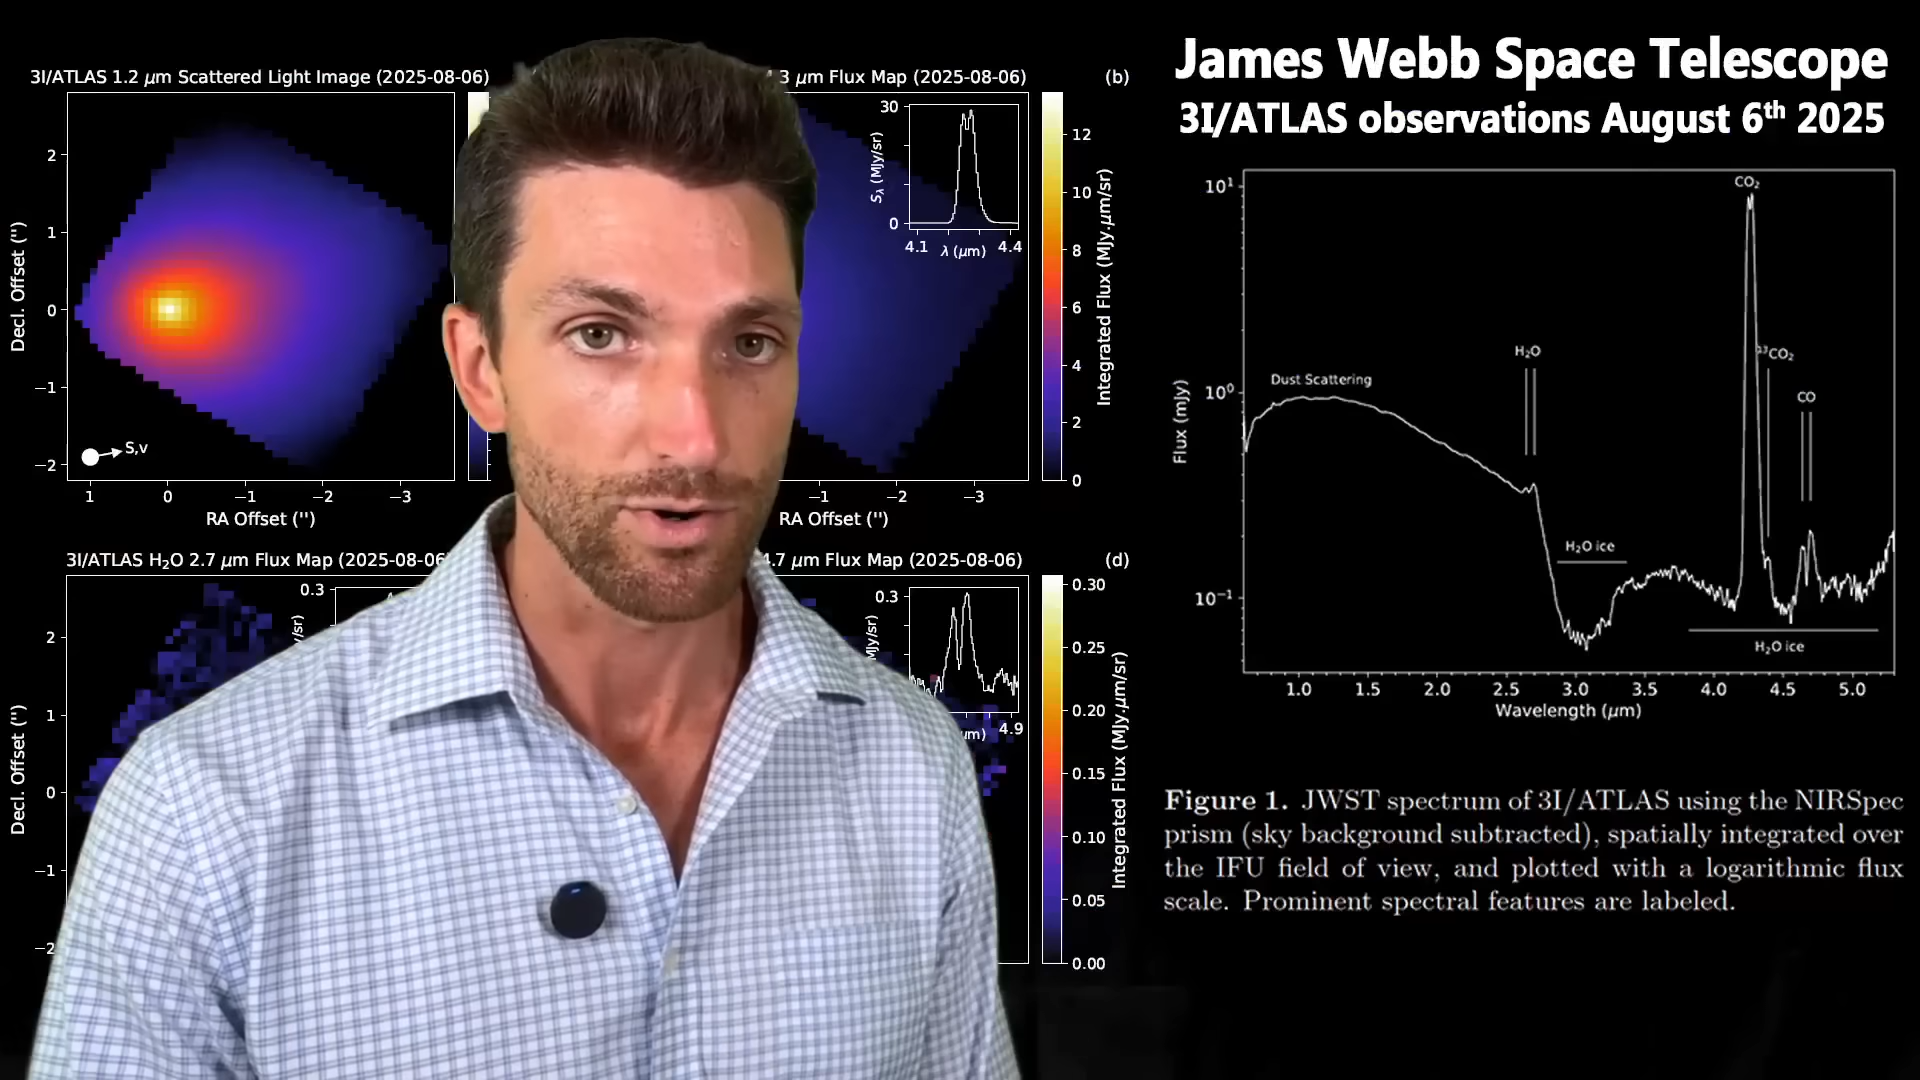 James Webb Space Telescope
3I/ATLAS observations August 6th 2025
3I/ATLAS 1.2 μm Scattered Light Image (2025-08-06)
Decl. Offset ('')
2
1
0
−1
−2
S,v
1
0
−1
−2
−3
RA Offset ('')
μm Flux Map (2025-08-06)
(b)
30
0
Sλ (MJy/sr)
4.1
4.4
λ (μm)
−1
−2
−3
RA Offset ('')
12
10
8
6
4
2
0
Integrated Flux (MJy.μm/sr)
3I/ATLAS H₂O 2.7 μm Flux Map (2025-08-06
Decl. Offset ('')
2
1
0
−1
−2
0.3
4.7 μm Flux Map (2025-08-06)
(d)
0.3
MJy/sr)
4.9
0.30
0.25
0.20
0.15
0.10
0.05
0.00
Integrated Flux (MJy.μm/sr)
Flux (mJy)
10¹
10⁰
10⁻¹
CO₂
¹³CO₂
H₂O
Dust Scattering
CO
H₂O ice
H₂O ice
1.0
1.5
2.0
2.5
3.0
3.5
4.0
4.5
5.0
Wavelength (μm)
Figure 1. JWST spectrum of 3I/ATLAS using the NIRSpec
prism (sky background subtracted), spatially integrated over
the IFU field of view, and plotted with a logarithmic flux
scale. Prominent spectral features are labeled.